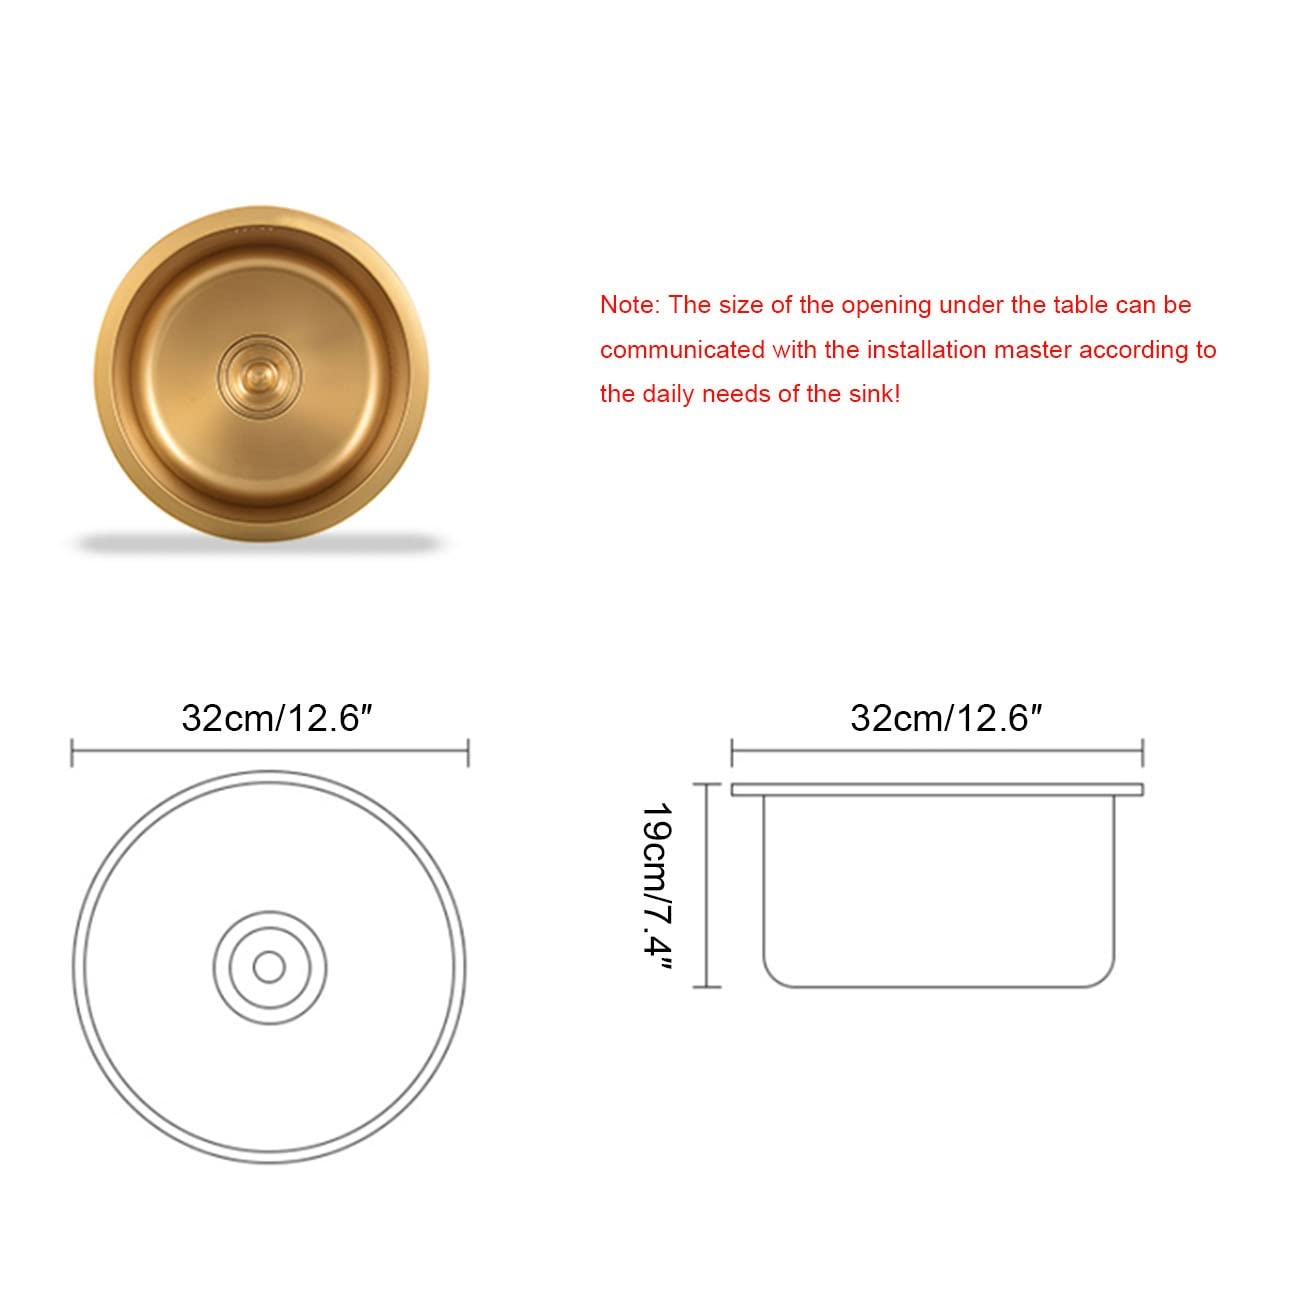 Note: The size of the opening under the table can be
communicated with the installation master according to
the daily needs of the sink!
32cm/12.6″
32cm/12.6″
19cm/7.4″